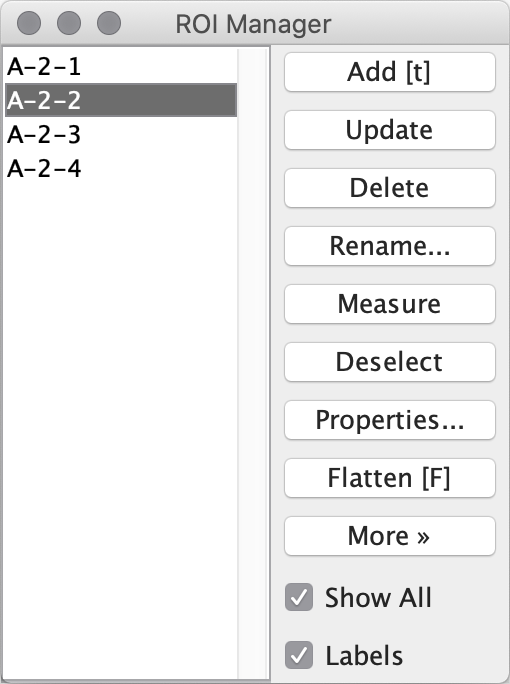 ROI Manager
A-2-1
A-2-2
A-2-3
A-2-4
Add [t]
Update
Delete
Rename...
Measure
Deselect
Properties...
Flatten [F]
More »
Show All
Labels